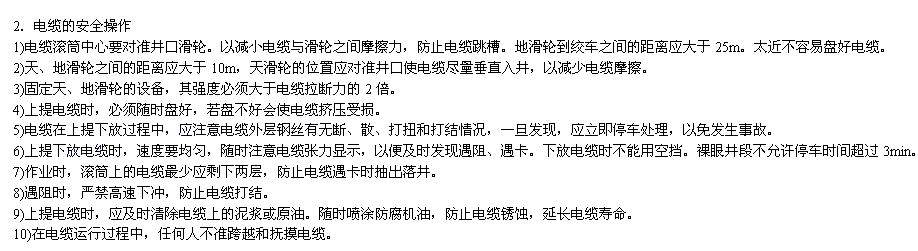 2．电缆的安全操作
1)电缆滚筒中心要对准井口滑轮。以减小电缆与滑轮之间摩擦力，防止电缆跳槽。地滑轮到绞车之间的距离应大于 25m。太近不容易盘好电缆。
2)天、地滑轮之间的距离应大于 10m，天滑轮的位置应对准井口使电缆尽量垂直入井，以减少电缆摩擦。
3)固定天、地滑轮的设备，其强度必须大于电缆拉断力的 2 倍。
4)上提电缆时，必须随时盘好，若盘不好会使电缆挤压受损。
5)电缆在上提下放过程中，应注意电缆外层钢丝有无断、散、打扭和打结情况，一旦发现，应立即停车处理，以免发生事故。
6)上提下放电缆时，速度要均匀，随时注意电缆张力显示，以便及时发现遇阻、遇卡。下放电缆时不能用空挡。裸眼井段不允许停车时间超过 3min。
7)作业时，滚筒上的电缆最少应剩下两层，防止电缆遇卡时抽出落井。
8)遇阻时，严禁高速下冲，防止电缆打结。
9)上提电缆时，应及时清除电缆上的泥浆或原油。随时喷涂防腐机油，防止电缆锈蚀，延长电缆寿命。
10)在电缆运行过程中，任何人不准跨越和抚摸电缆。